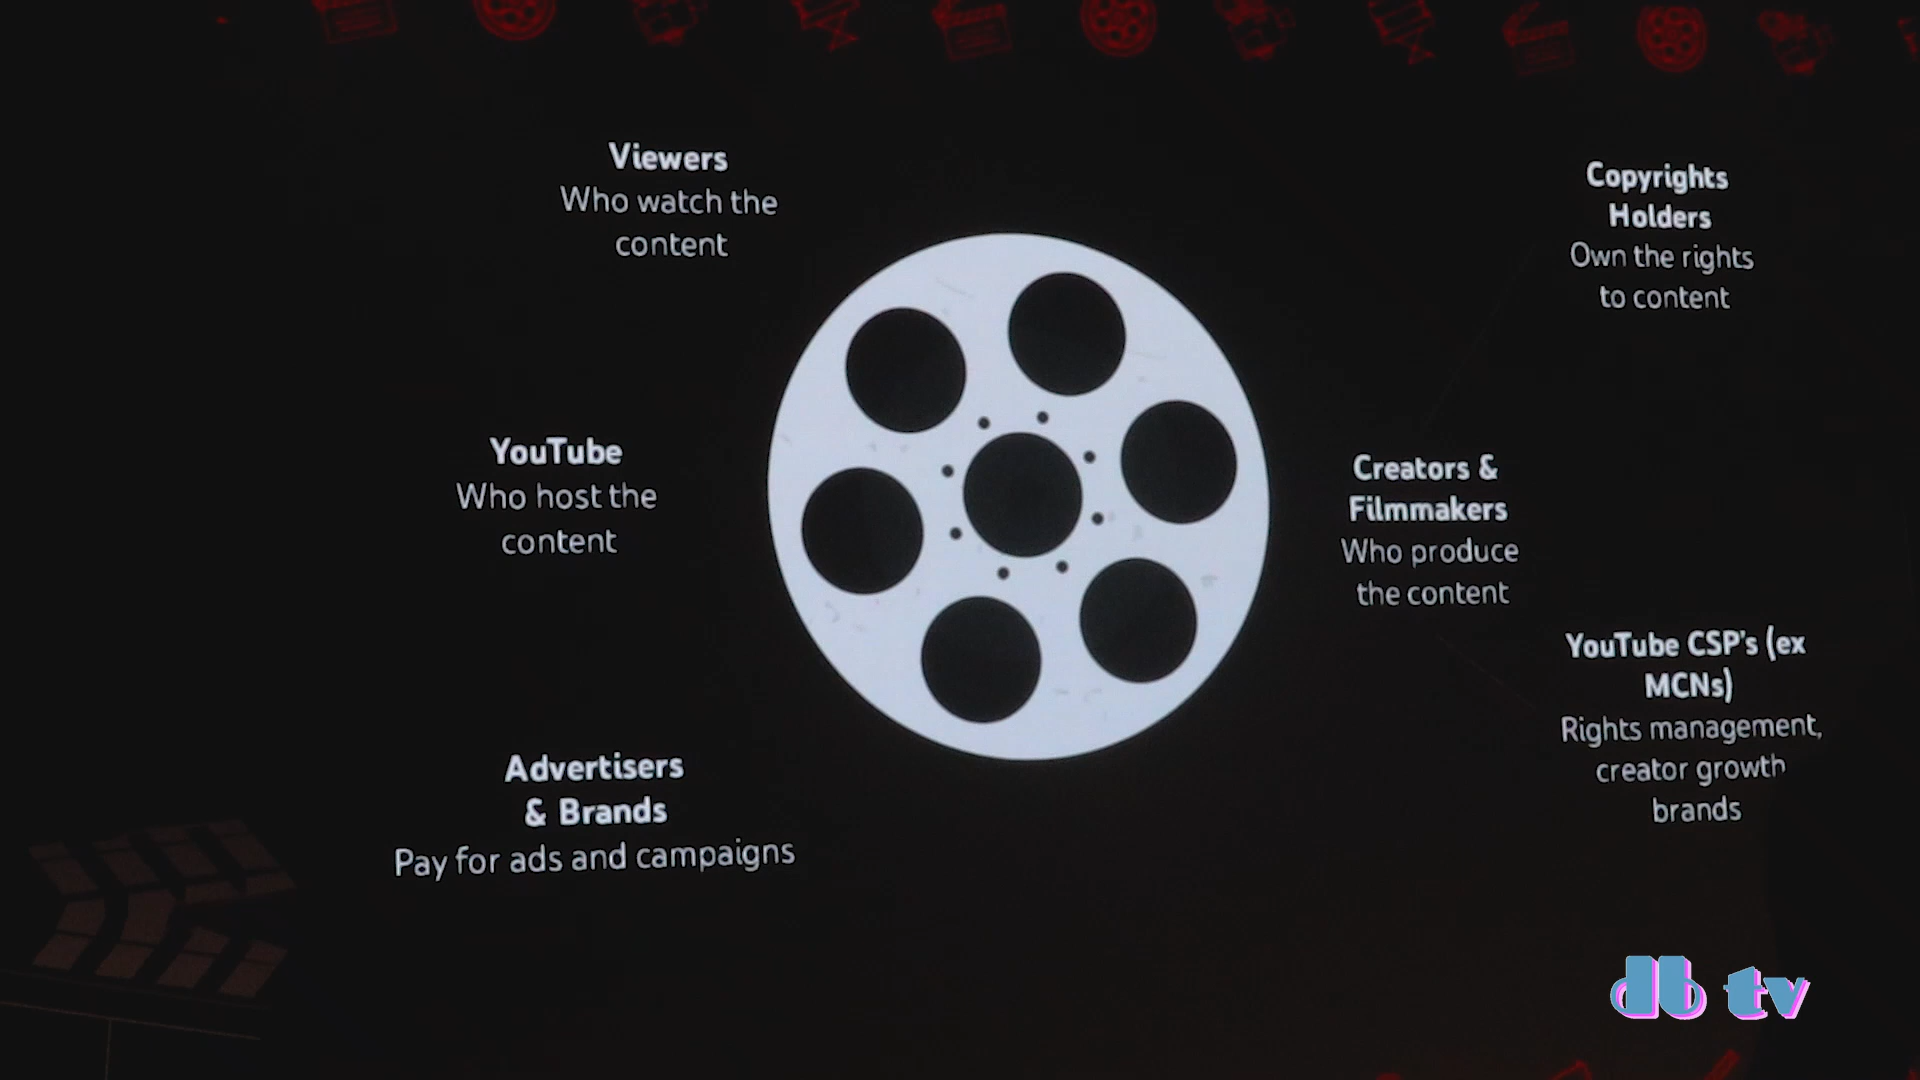 Viewers
Who watch the
content
YouTube
Who host the
content
Advertisers
& Brands
Pay for ads and campaigns
Copyrights
Holders
Own the rights
to content
Creators &
Filmmakers
Who produce
the content
YouTube CSP's (ex
MCNs)
Rights management,
creator growth
brands
db tv